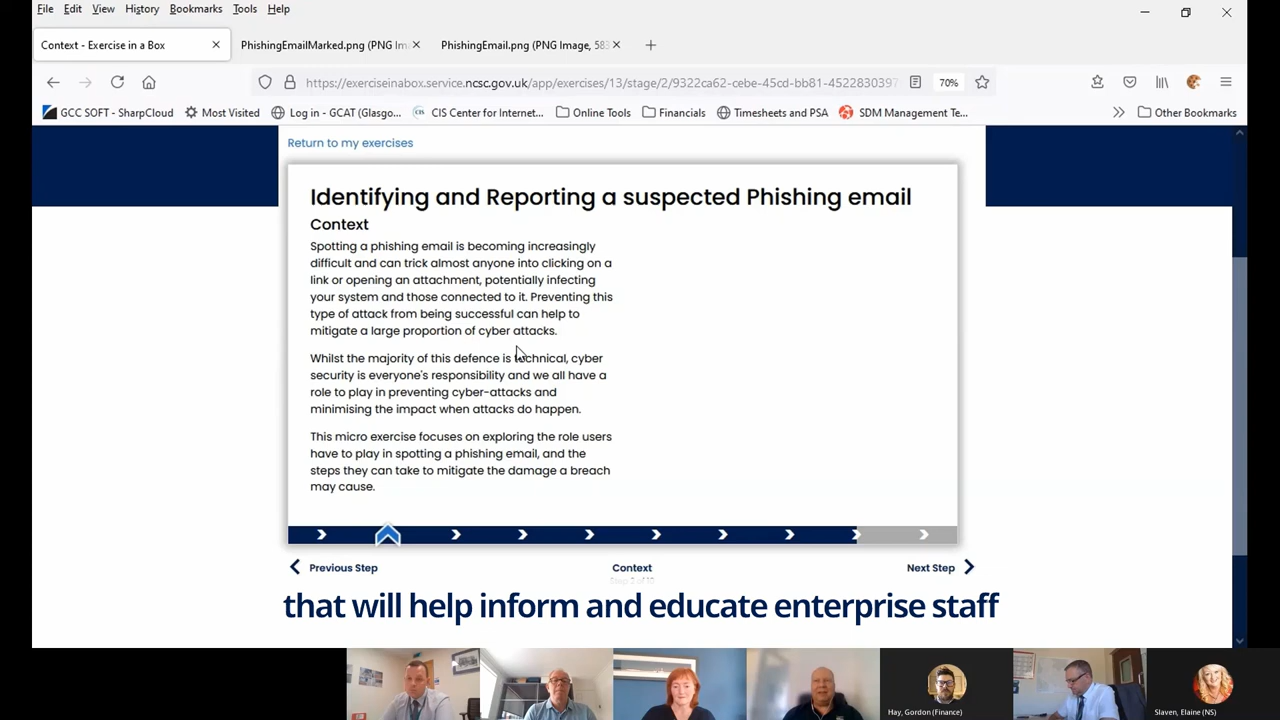 File Edit View History Bookmarks Tools Help
Context - Exercise in a Box
PhishingEmailMarked.png (PNG Im
PhishingEmail.png (PNG Image, 583
https://exerciseinabox.service.ncsc.gov.uk/app/exercises/13/stage/2/9322ca62-cebe-45cd-bb81-4522830397
70%
GCC SOFT - SharpCloud
Most Visited
Log in - GCAT (Glasgo...
CIS Center for Internet...
Online Tools
Financials
Timesheets and PSA
SDM Management Te...
Other Bookmarks
Return to my exercises
Identifying and Reporting a suspected Phishing email
Context
Spotting a phishing email is becoming increasingly
difficult and can trick almost anyone into clicking on a
link or opening an attachment, potentially infecting
your system and those connected to it. Preventing this
type of attack from being successful can help to
mitigate a large proportion of cyber attacks.
Whilst the majority of this defence is technical, cyber
security is everyone's responsibility and we all have a
role to play in preventing cyber-attacks and
minimising the impact when attacks do happen.
This micro exercise focuses on exploring the role users
have to play in spotting a phishing email, and the
steps they can take to mitigate the damage a breach
may cause.
Previous Step
Context
Next Step
Step 2 of 10
that will help inform and educate enterprise staff
Hay, Gordon (Finance)
Slaven, Elaine (NS)